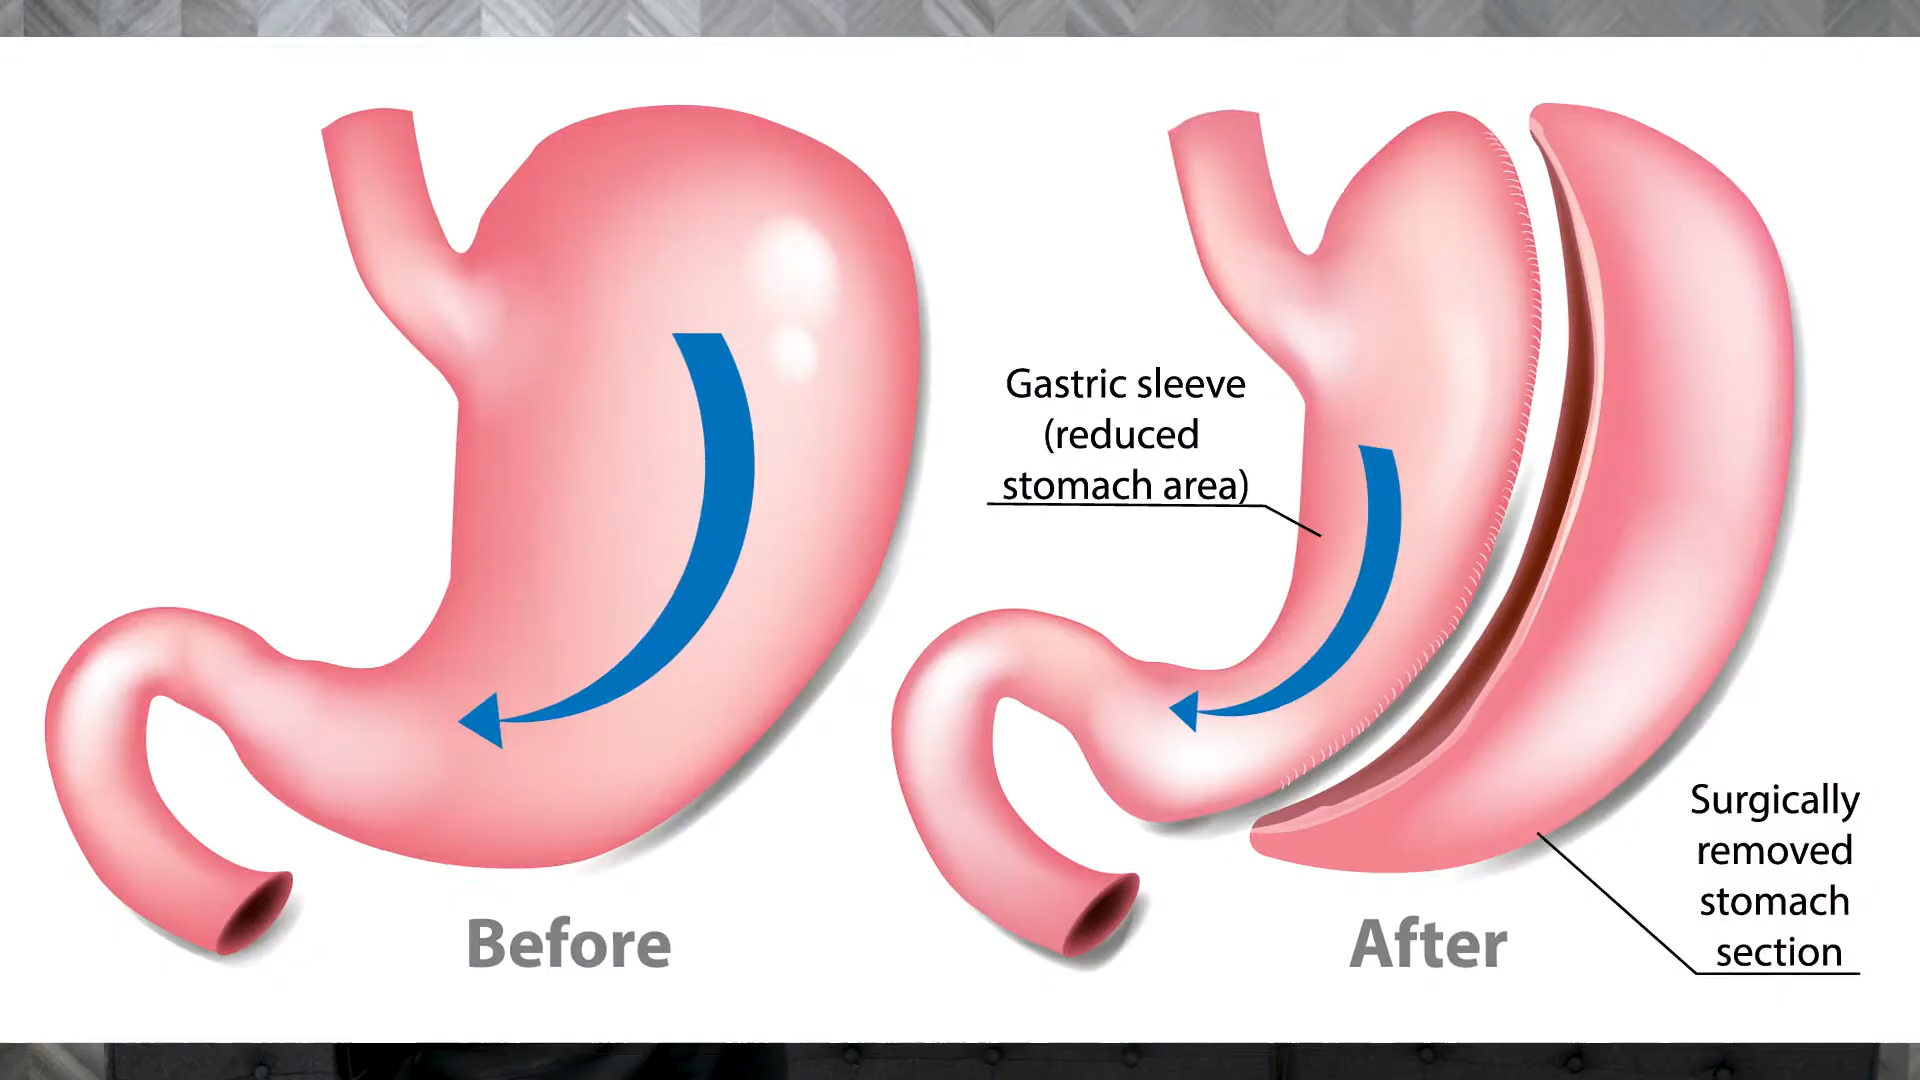 Gastric sleeve
(reduced
stomach area)
Surgically
removed
stomach
section
Before
After